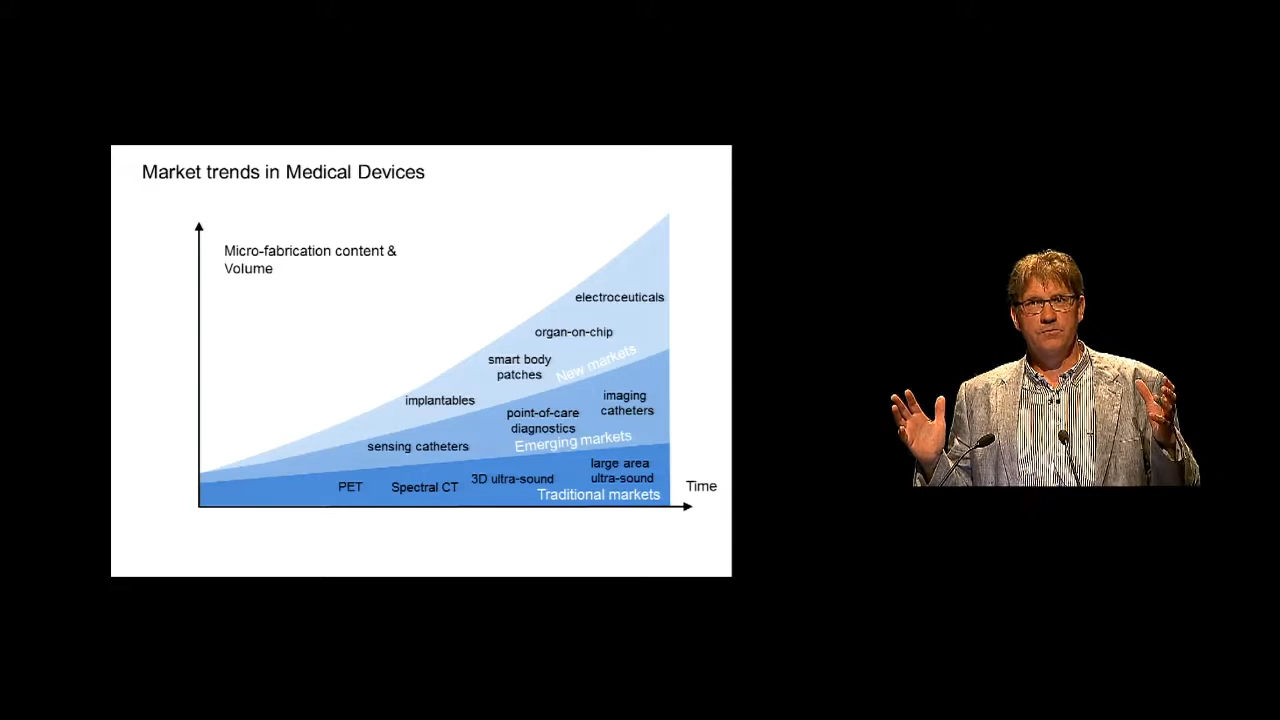 Market trends in Medical Devices
Micro-fabrication content &
Volume
electroceuticals
organ-on-chip
smart body
patches
New markets
implantables
imaging
catheters
point-of-care
diagnostics
Emerging markets
sensing catheters
large area
ultra-sound
3D ultra-sound
PET
Spectral CT
Traditional markets
Time